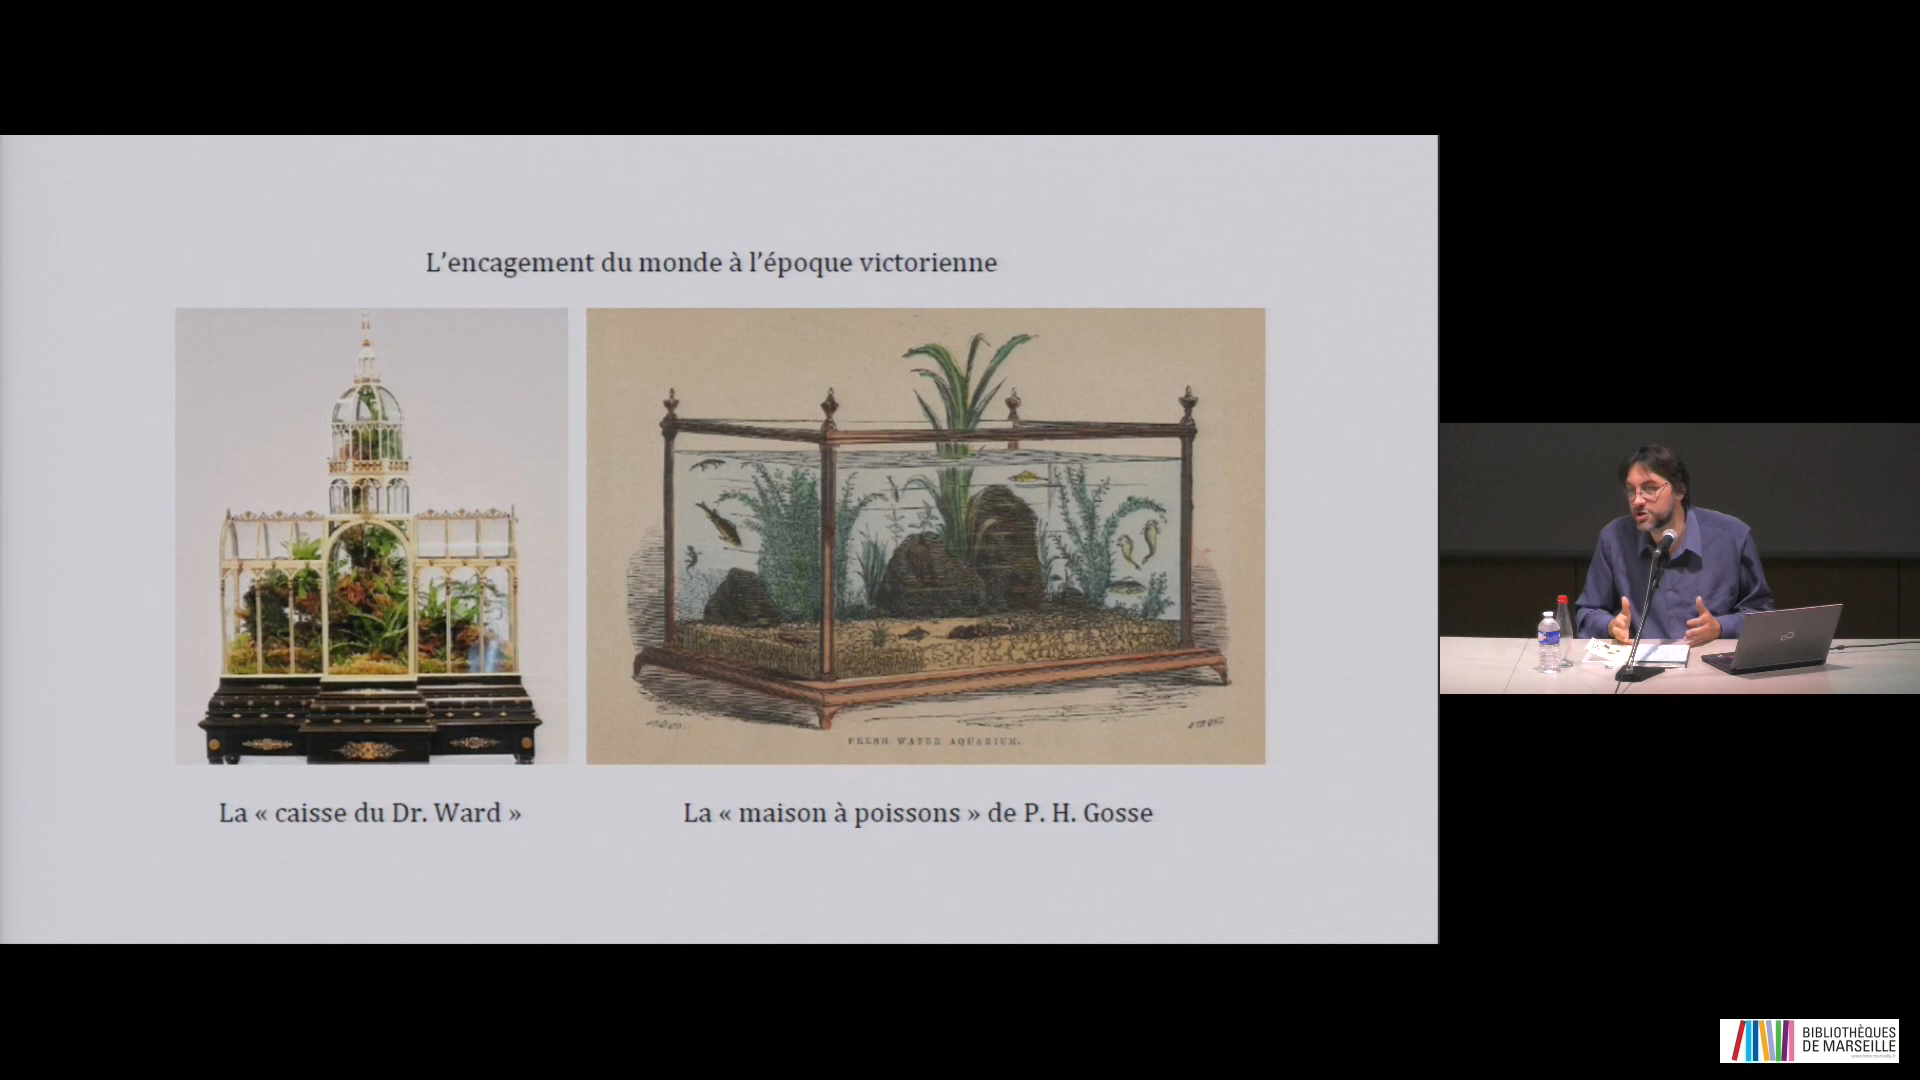 L’encagement du monde à l’époque victorienne
FRESH WATER AQUARIUM.
La « caisse du Dr. Ward »
La « maison à poissons » de P. H. Gosse
BIBLIOTHÈQUES
DE MARSEILLE